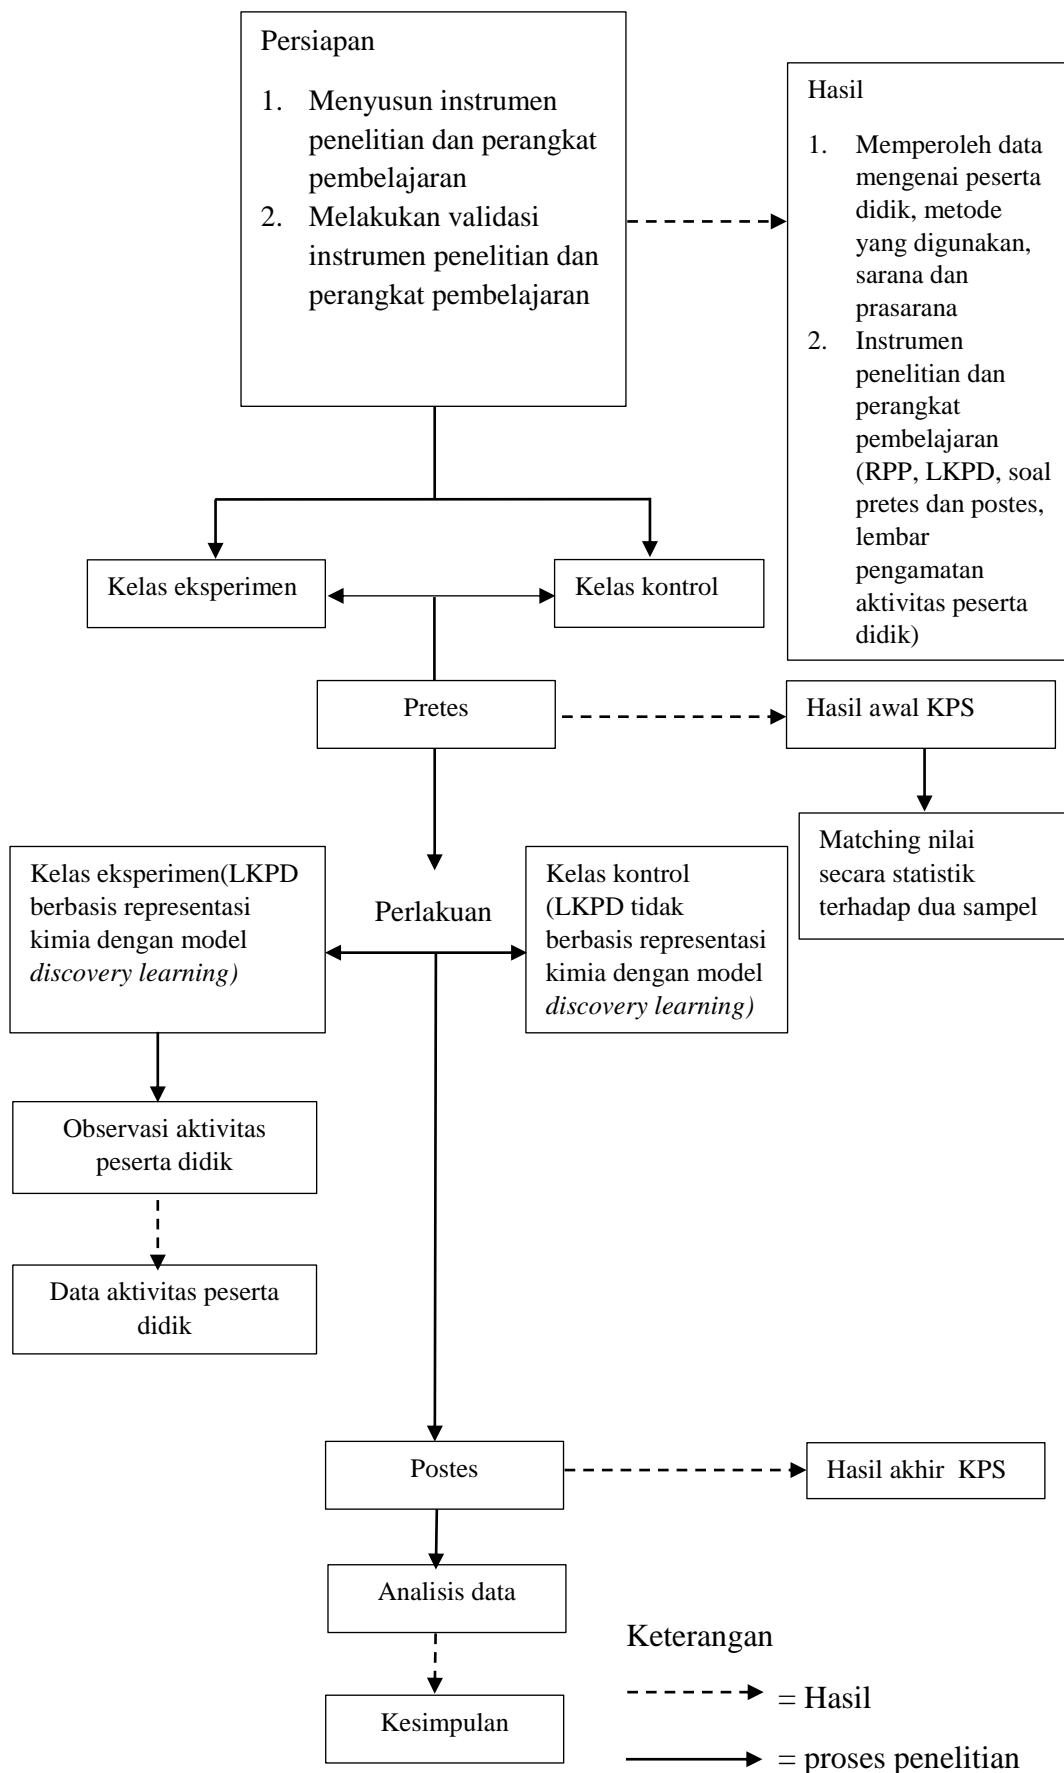 Persiapan
1. Menyusun instrumen
penelitian dan perangkat
pembelajaran
2. Melakukan validasi
instrumen penelitian dan
perangkat pembelajaran
Hasil
1. Memperoleh data
mengenai peserta
didik, metode
yang digunakan,
sarana dan
prasarana
2. Instrumen
penelitian dan
perangkat
pembelajaran
(RPP, LKPD, soal
pretes dan postes,
lembar
pengamatan
aktivitas peserta
didik)
Kelas eksperimen
Kelas kontrol
Pretes
Hasil awal KPS
Matching nilai
secara statistik
terhadap dua sampel
Kelas eksperimen(LKPD
berbasis representasi
kimia dengan model
discovery learning)
Perlakuan
Kelas kontrol
(LKPD tidak
berbasis representasi
kimia dengan model
discovery learning)
Observasi aktivitas
peserta didik
Data aktivitas peserta
didik
Postes
Hasil akhir  KPS
Analisis data
Kesimpulan
Keterangan
= Hasil
= proses penelitian